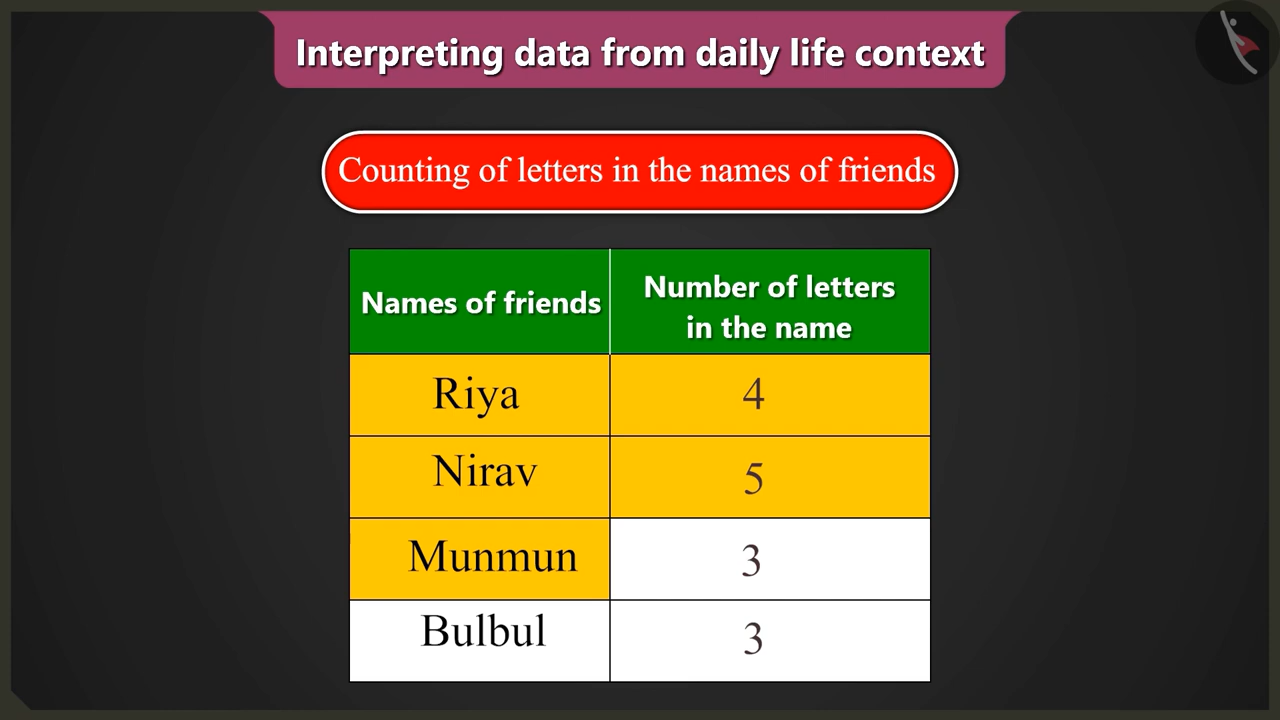 Interpreting data from daily life context
Counting of letters in the names of friends
Names of friends
Number of letters
in the name
Riya 4
Nirav 5
Munmun 3
Bulbul 3